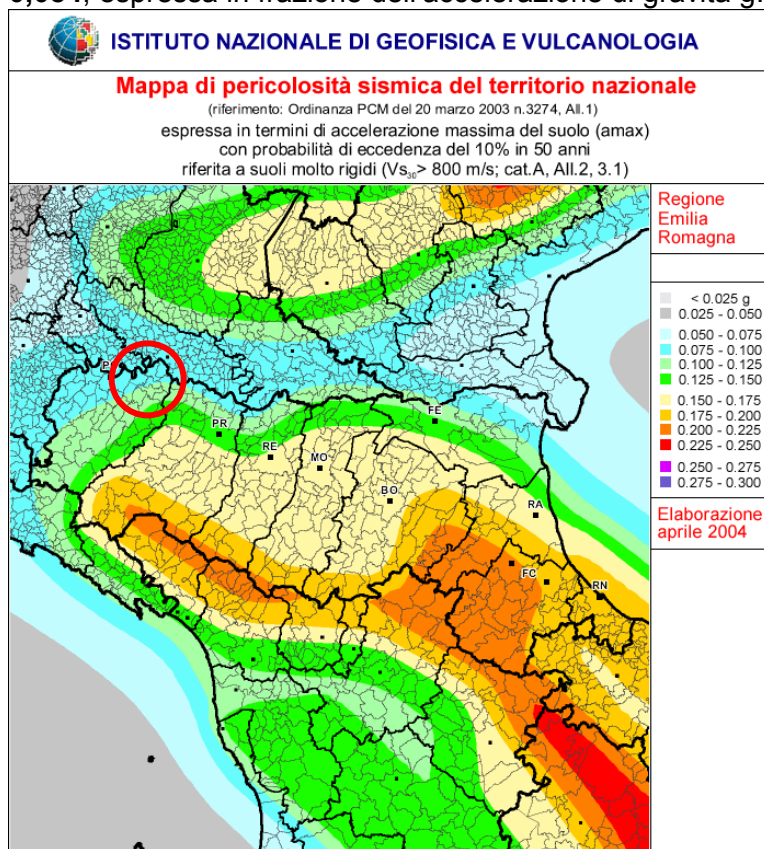 ISTITUTO NAZIONALE DI GEOFISICA E VULCANOLOGIA
Mappa di pericolosità sismica del territorio nazionale
(riferimento: Ordinanza PCM del 20 marzo 2003 n.3274, All.1)
espressa in termini di accelerazione massima del suolo (amax)
con probabilità di eccedenza del 10% in 50 anni
riferita a suoli molto rigidi (Vs₃₀> 800 m/s; cat.A, All.2, 3.1)
Regione
Emilia
Romagna
< 0.025 g
0.025 - 0.050
0.050 - 0.075
0.075 - 0.100
0.100 - 0.125
0.125 - 0.150
0.150 - 0.175
0.175 - 0.200
0.200 - 0.225
0.225 - 0.250
0.250 - 0.275
0.275 - 0.300
Elaborazione
aprile 2004
PR
RE
MO
FE
BO
RA
FC
RN